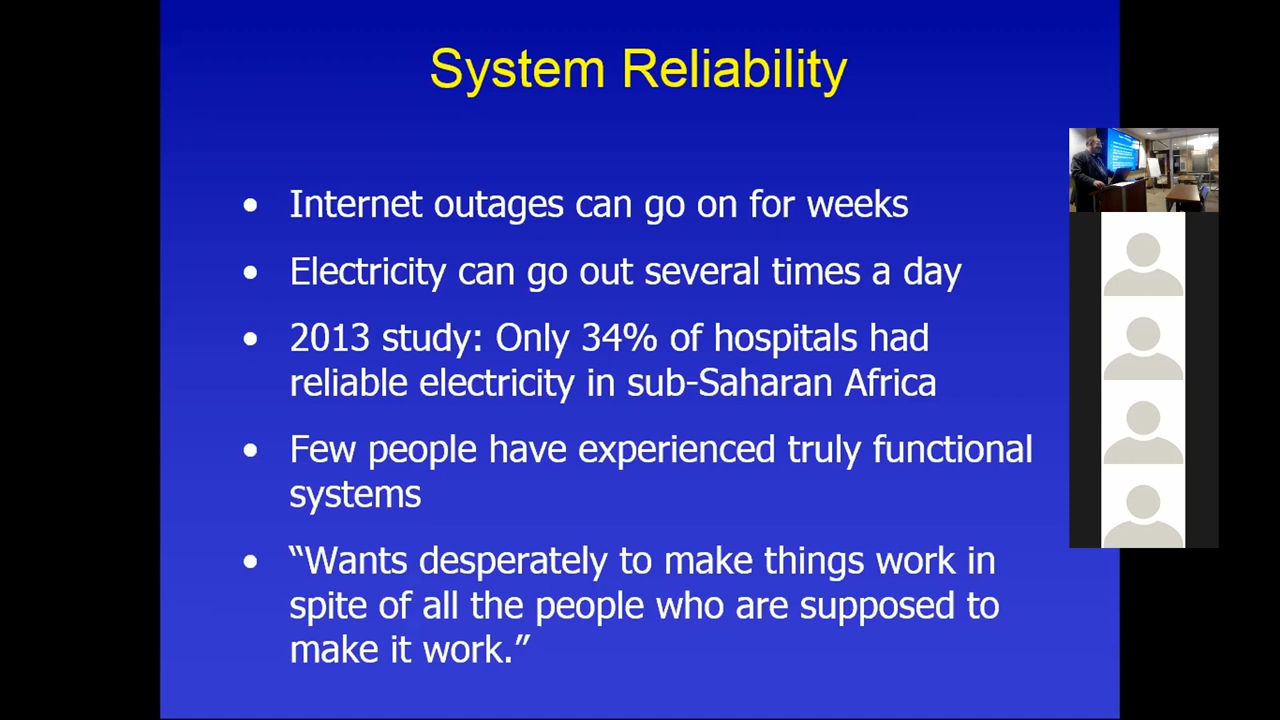 System Reliability
• Internet outages can go on for weeks
• Electricity can go out several times a day
• 2013 study: Only 34% of hospitals had
reliable electricity in sub-Saharan Africa
• Few people have experienced truly functional
systems
• “Wants desperately to make things work in
spite of all the people who are supposed to
make it work.”